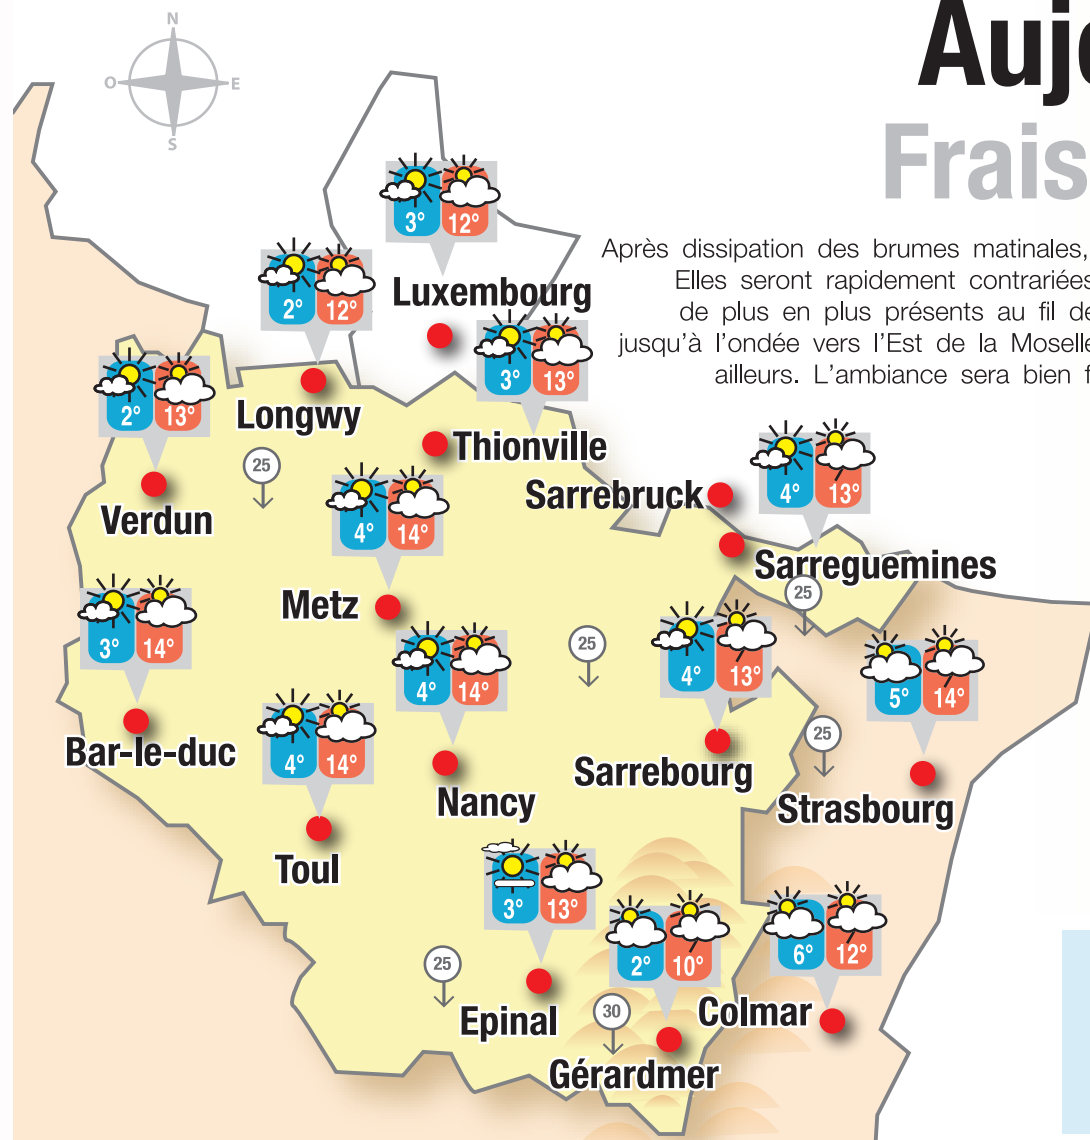 N
O E
S
Auj
Frais
Après dissipation des brumes matinales,
Elles seront rapidement contrariées
de plus en plus présents au fil de
jusqu'à l'ondée vers l'Est de la Moselle
ailleurs. L'ambiance sera bien f
3° 12°
Luxembourg
2° 12°
Longwy
3° 13°
Thionville
2° 13°
Verdun
25
4° 13°
Sarrebruck
Sarreguemines
4° 14°
Metz
25
3° 14°
Bar-le-duc
4° 14°
Nancy
25
4° 13°
Sarrebourg
5° 14°
Strasbourg
25
4° 14°
Toul
3° 13°
Epinal
25
2° 10°
Gérardmer
30
6° 12°
Colmar